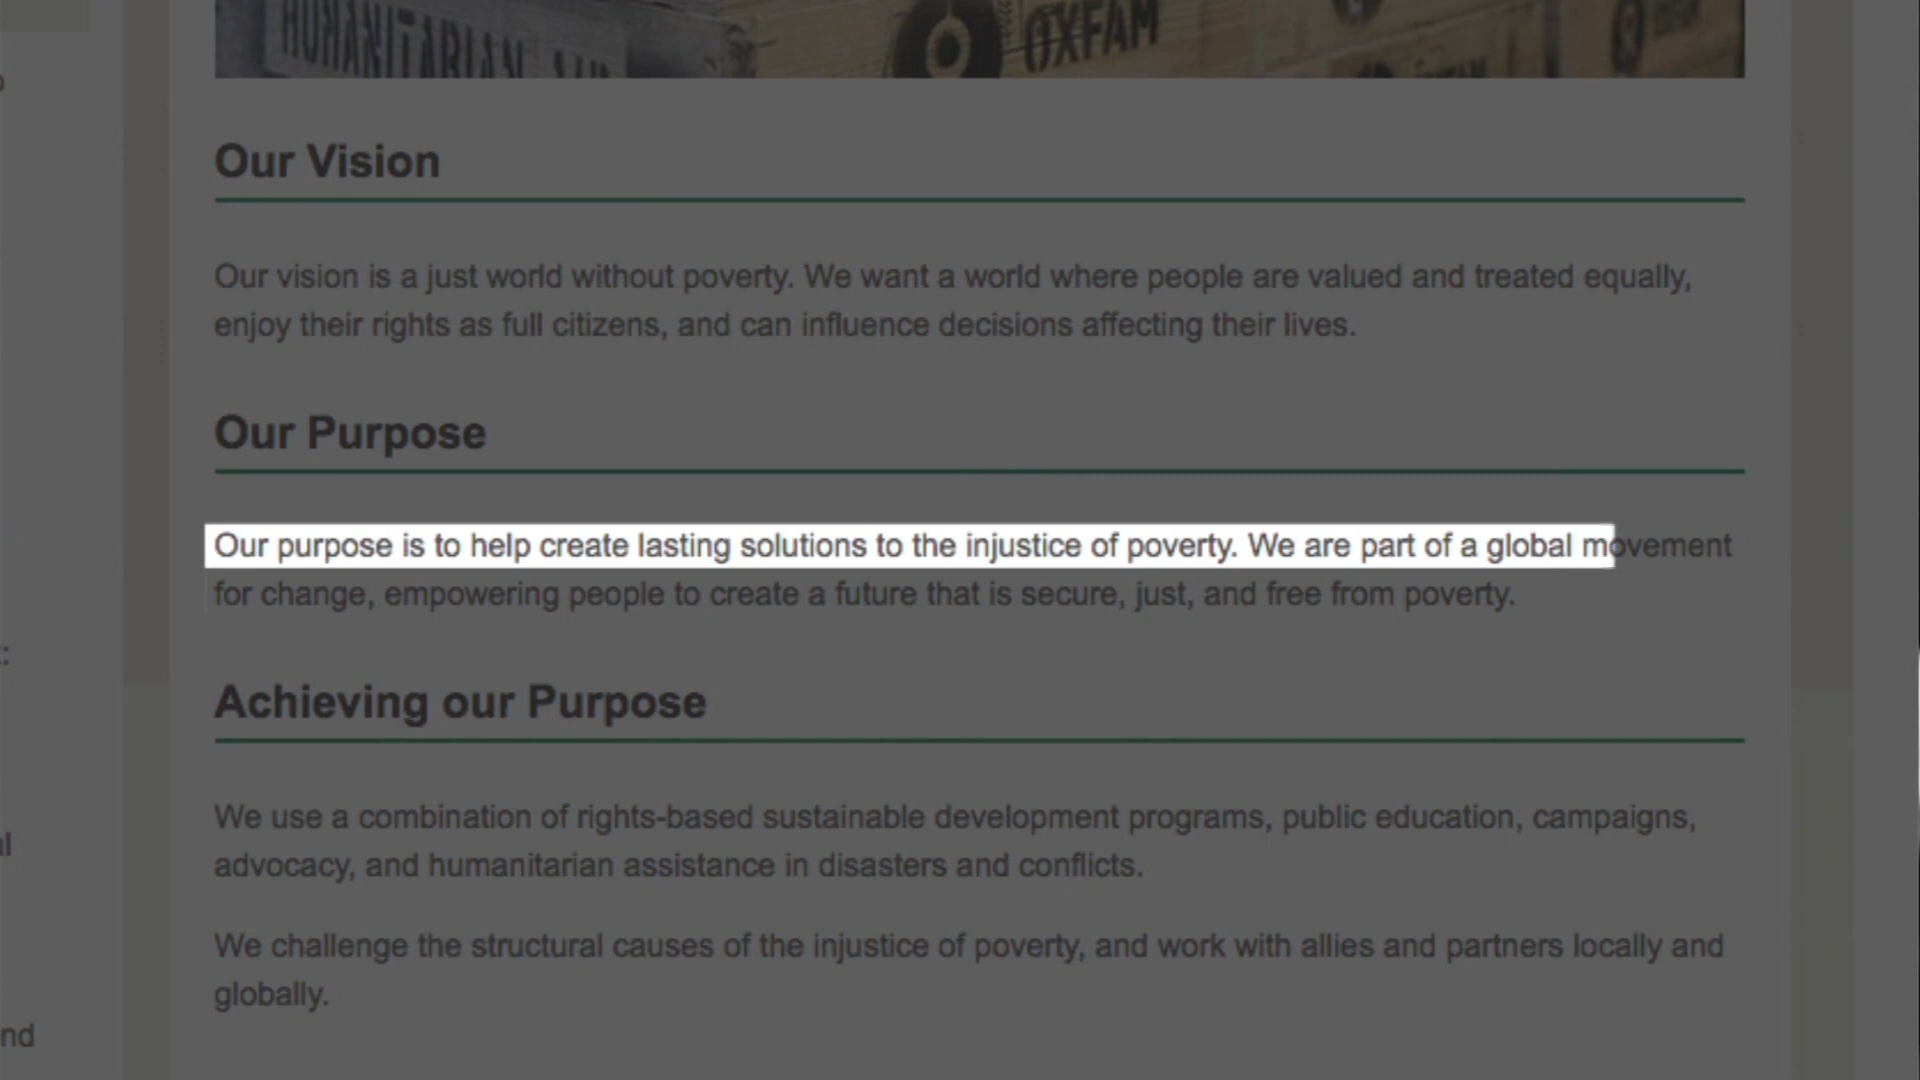 HUMANITARIAN AID
OXFAM
Our Vision
Our vision is a just world without poverty. We want a world where people are valued and treated equally,
enjoy their rights as full citizens, and can influence decisions affecting their lives.
Our Purpose
Our purpose is to help create lasting solutions to the injustice of poverty. We are part of a global movement
for change, empowering people to create a future that is secure, just, and free from poverty.
Achieving our Purpose
We use a combination of rights-based sustainable development programs, public education, campaigns,
advocacy, and humanitarian assistance in disasters and conflicts.
We challenge the structural causes of the injustice of poverty, and work with allies and partners locally and
globally.